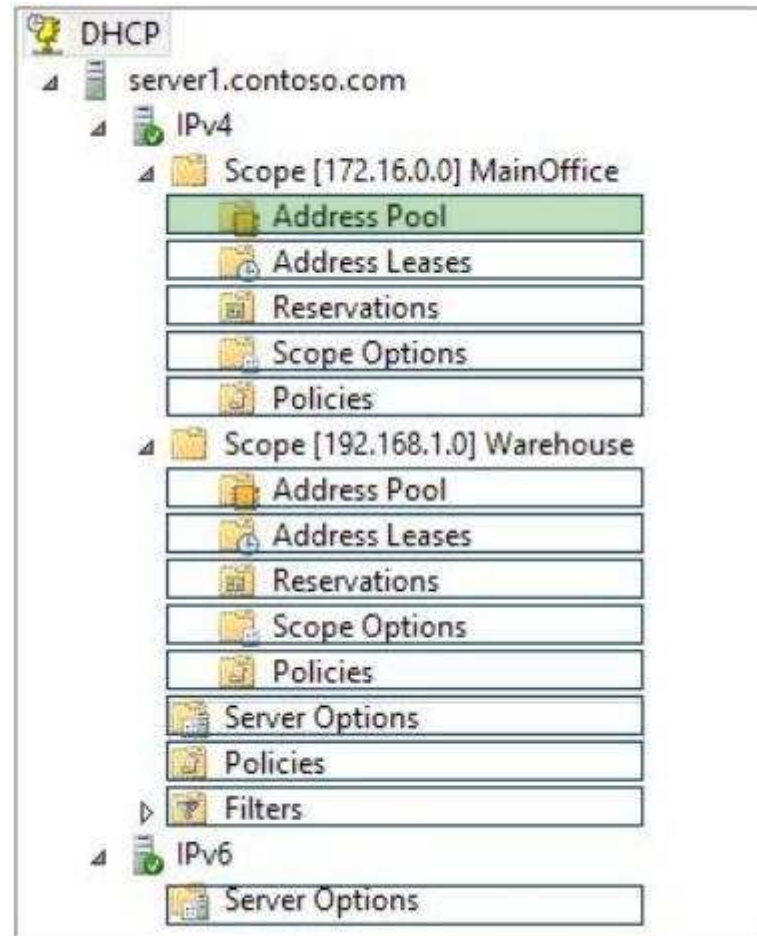 DHCP
server1.contoso.com
IPv4
Scope [172.16.0.0] MainOffice
Address Pool
Address Leases
Reservations
Scope Options
Policies
Scope [192.168.1.0] Warehouse
Address Pool
Address Leases
Reservations
Scope Options
Policies
Server Options
Policies
Filters
IPv6
Server Options